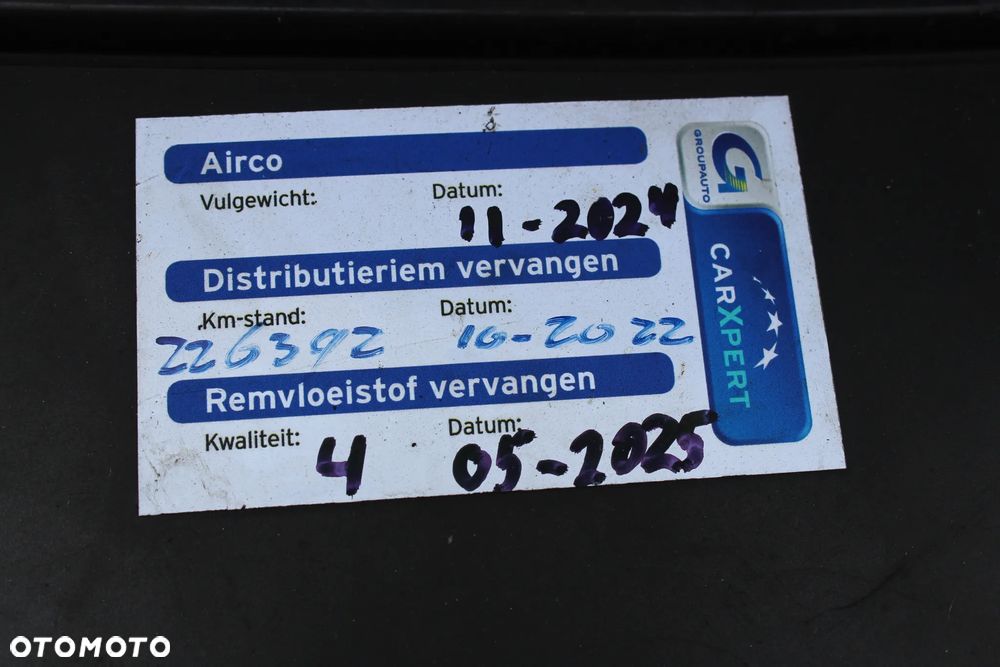 Airco
Vulgewicht: Datum:
11-2024
Distributieriem vervangen
Km-stand: Datum:
226392 10-2022
Remvloeistof vervangen
Kwaliteit: Datum:
4 05-2025
G
GROUPAUTO
CARXPERT
OTOMOTO